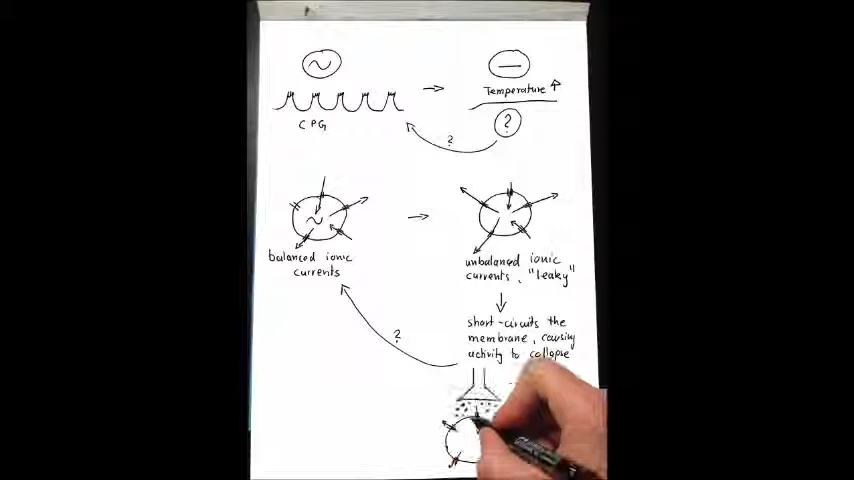 Temperature
?
CPG
?
balanced ionic
currents
unbalanced ionic
currents, "leaky"
short-circuits the
membrane, causing
activity to collapse
?